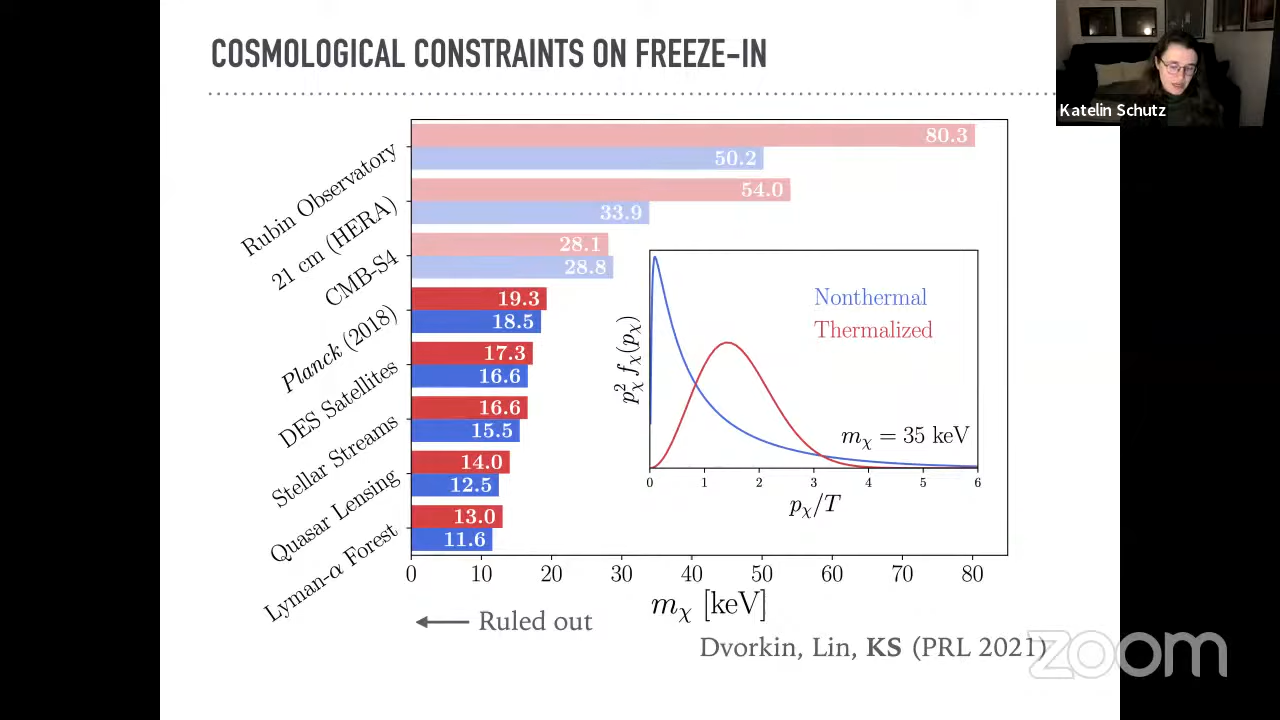 COSMOLOGICAL CONSTRAINTS ON FREEZE-IN
Katelin Schutz
Rubin Observatory
80.3
50.2
21 cm (HERA)
54.0
33.9
CMB-S4
28.1
28.8
Planck (2018)
19.3
18.5
DES Satellites
17.3
16.6
Stellar Streams
16.6
15.5
Quasar Lensing
14.0
12.5
Lyman-α Forest
13.0
11.6
0 10 20 30 40 50 60 70 80
mχ [keV]
Nonthermal
Thermalized
pχ² fχ(pχ)
mχ = 35 keV
0 1 2 3 4 5 6
pχ/T
Ruled out
Dvorkin, Lin, KS (PRL 2021)
zoom